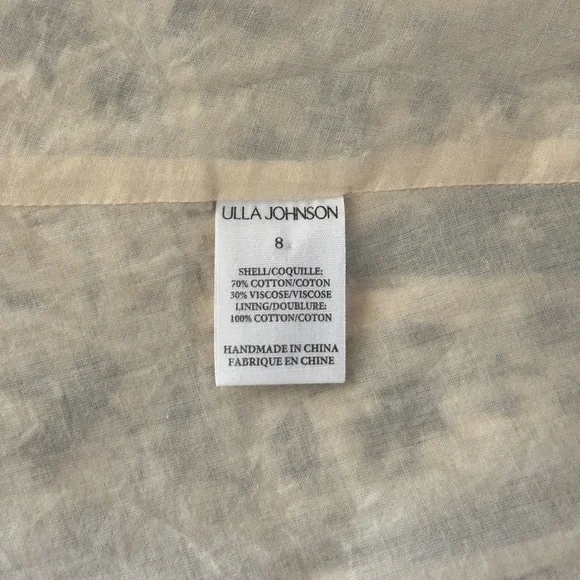 ULLA JOHNSON
8
SHELL/COQUILLE:
70% COTTON/COTON
30% VISCOSE/VISCOSE
LINING/DOUBLURE:
100% COTTON/COTON
HANDMADE IN CHINA
FABRIQUE EN CHINE